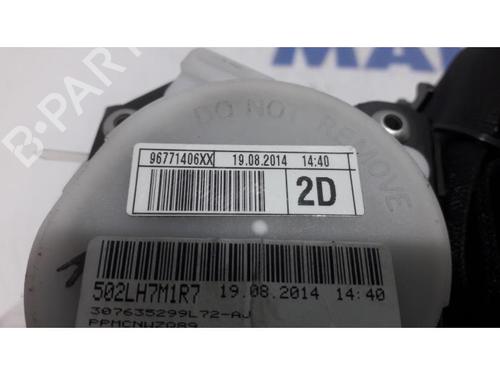 B-PARTS
DO NOT REMOVE
96771406XX 19.08.2014 14:40
2D
502LH7M1R7 19.08.2014 14:40
307635299L72-AJ